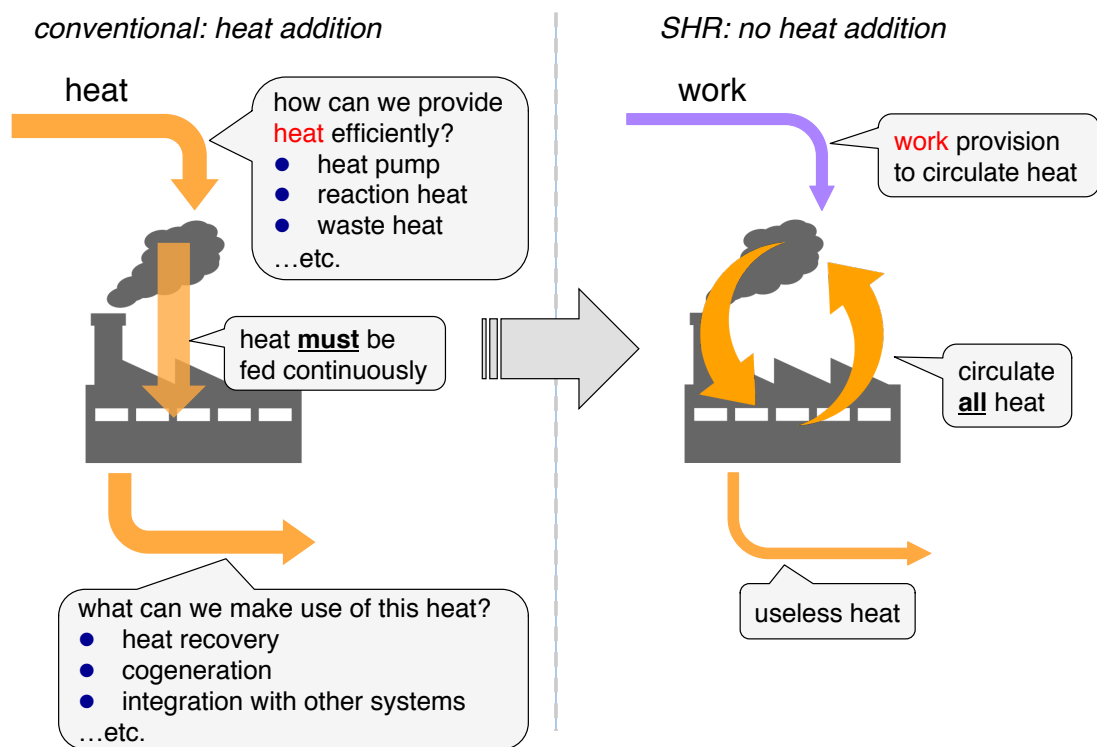 conventional: heat addition
heat
how can we provide
heat efficiently?
● heat pump
● reaction heat
● waste heat
…etc.
heat must be
fed continuously
what can we make use of this heat?
● heat recovery
● cogeneration
● integration with other systems
…etc.
SHR: no heat addition
work
work provision
to circulate heat
circulate
all heat
useless heat